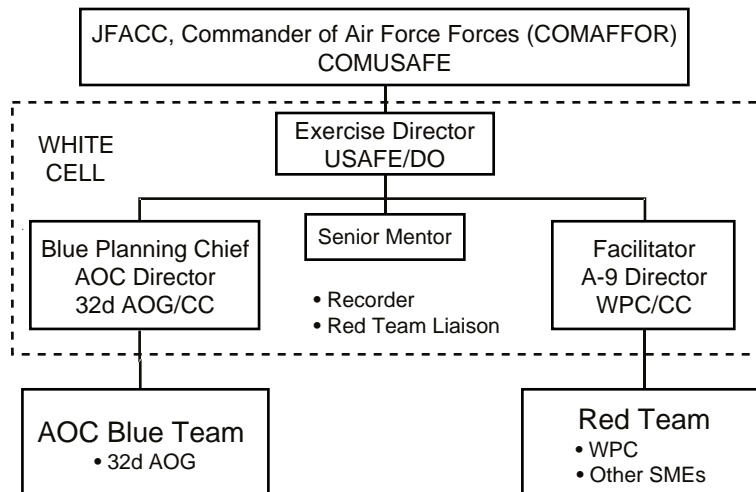 JFACC, Commander of Air Force Forces (COMAFFOR)
COMUSAFE
WHITE
CELL
Exercise Director
USAFE/DO
Blue Planning Chief
AOC Director
32d AOG/CC
Senior Mentor
• Recorder
• Red Team Liaison
Facilitator
A-9 Director
WPC/CC
AOC Blue Team
• 32d AOG
Red Team
• WPC
• Other SMEs